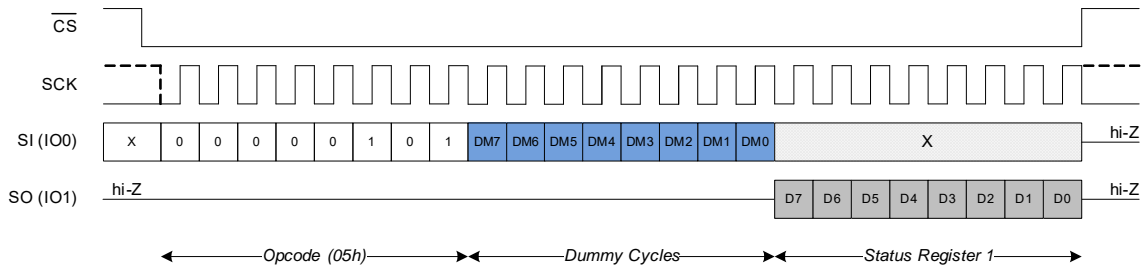 CS
SCK
SI (IO0) X 0 0 0 0 0 1 0 1 DM7 DM6 DM5 DM4 DM3 DM2 DM1 DM0 X hi-Z
SO (IO1) hi-Z D7 D6 D5 D4 D3 D2 D1 D0 hi-Z
Opcode (05h) Dummy Cycles Status Register 1